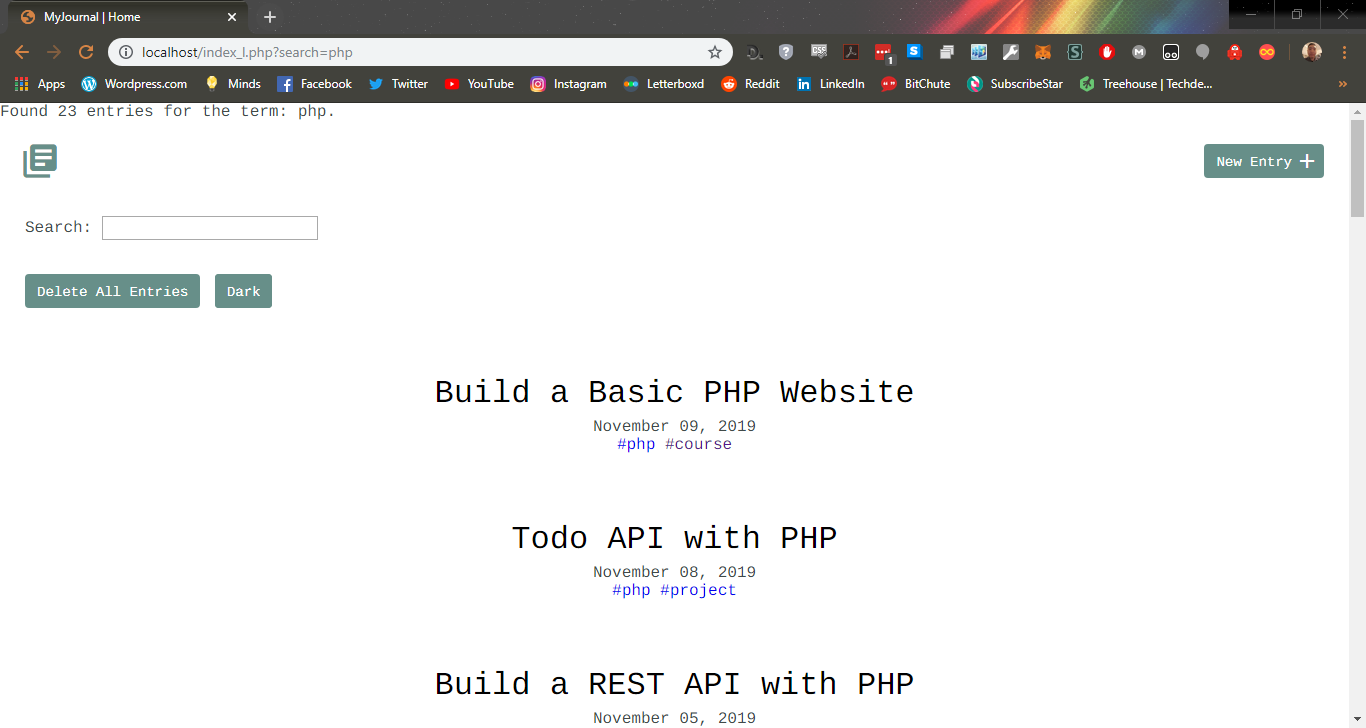 MyJournal | Home
localhost/index_l.php?search=php
1
Apps Wordpress.com Minds Facebook Twitter YouTube Instagram Letterboxd Reddit LinkedIn BitChute SubscribeStar Treehouse | Techde...
Found 23 entries for the term: php.
New Entry
Search:
Delete All Entries Dark
Build a Basic PHP Website
November 09, 2019
#php #course
Todo API with PHP
November 08, 2019
#php #project
Build a REST API with PHP
November 05, 2019